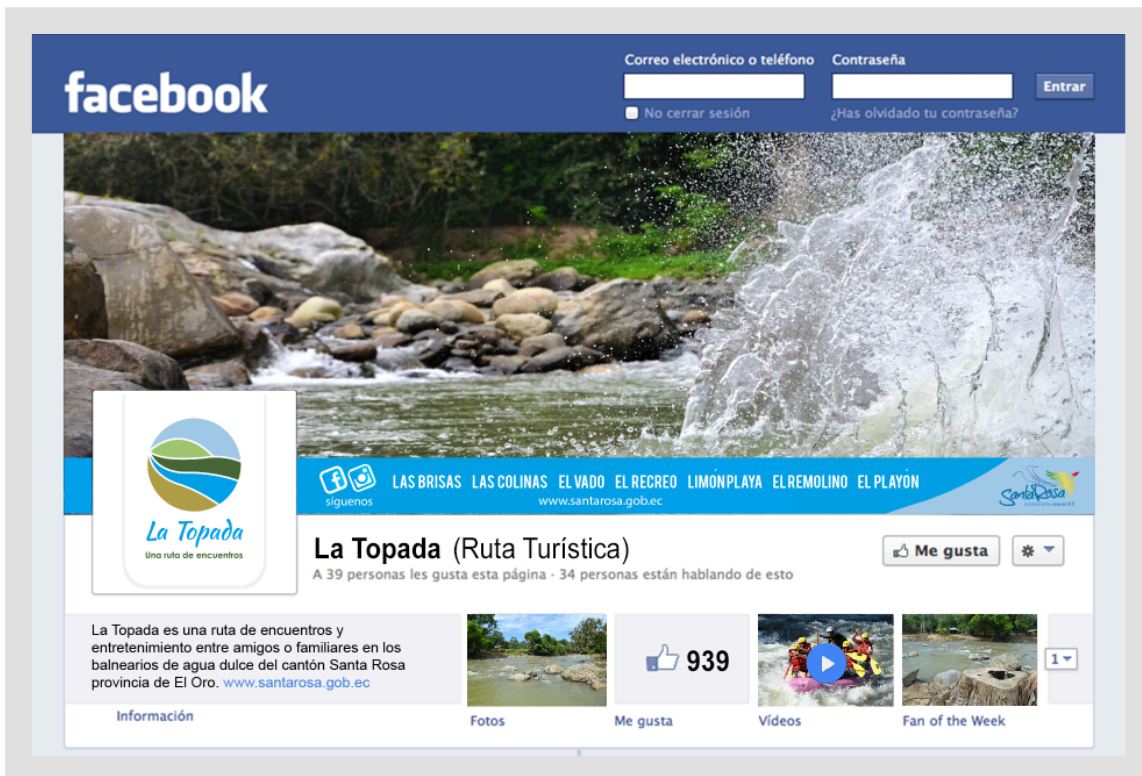 facebook
Correo electrónico o teléfono
Contraseña
Entrar
No cerrar sesión
¿Has olvidado tu contraseña?
síguenos
LAS BRISAS LAS COLINAS EL VADO EL RECREO LIMÓN PLAYA EL REMOLINO EL PLAYÓN
www.santarosa.gob.ec
Santa Rosa
La Topada
Una ruta de encuentros
La Topada (Ruta Turística)
A 39 personas les gusta esta página · 34 personas están hablando de esto
Me gusta
La Topada es una ruta de encuentros y
entretenimiento entre amigos o familiares en los
balnearios de agua dulce del cantón Santa Rosa
provincia de El Oro. www.santarosa.gob.ec
Información
Fotos
939
Me gusta
Vídeos
Fan of the Week
1